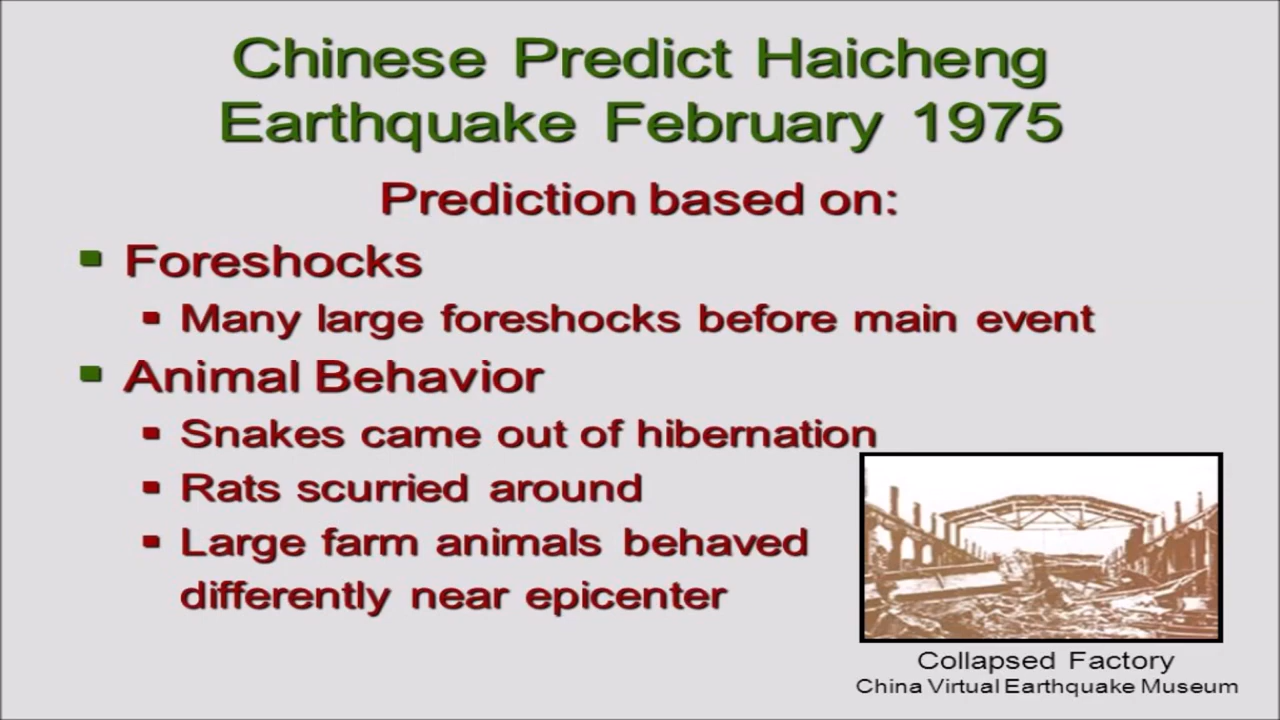 Chinese Predict Haicheng
Earthquake February 1975
Prediction based on:
Foreshocks
Many large foreshocks before main event
Animal Behavior
Snakes came out of hibernation
Rats scurried around
Large farm animals behaved
differently near epicenter
Collapsed Factory
China Virtual Earthquake Museum